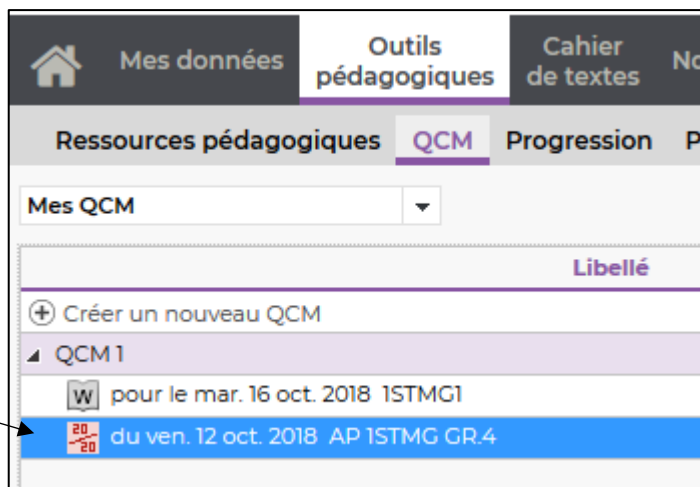 Mes données
Outils
pédagogiques
Cahier
de textes
No
Ressources pédagogiques QCM Progression P
Mes QCM
Libellé
Créer un nouveau QCM
QCM 1
W pour le mar. 16 oct. 2018 1STMG1
20
20
du ven. 12 oct. 2018 AP 1STMG GR.4